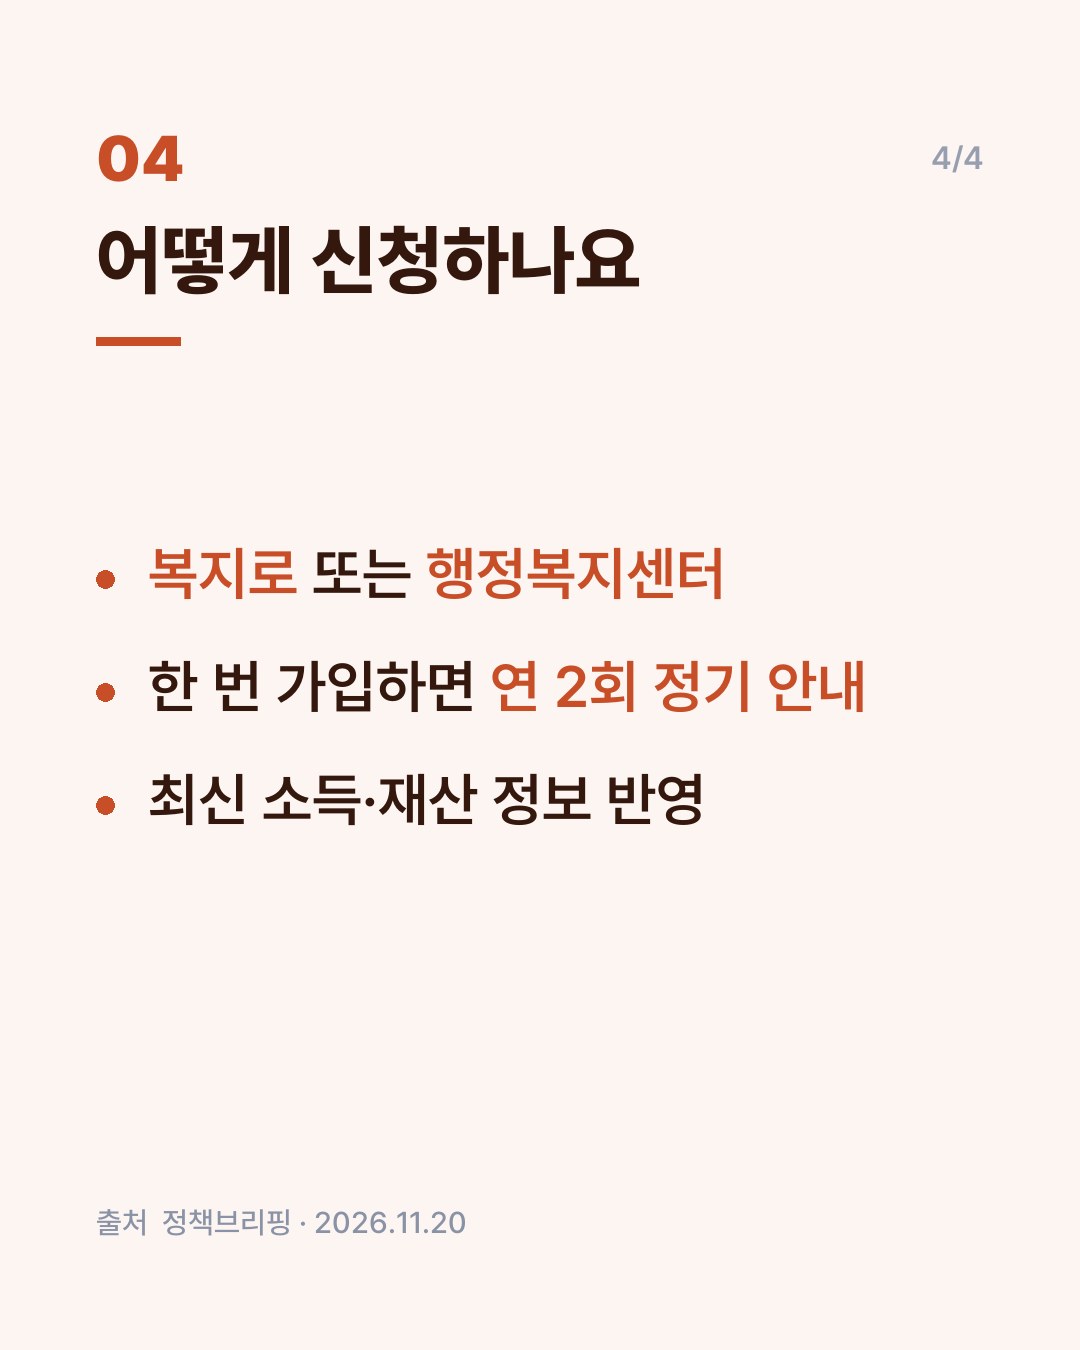 04
4/4
어떻게 신청하나요
복지로 또는 행정복지센터
한 번 가입하면 연 2회 정기 안내
최신 소득·재산 정보 반영
출처 정책브리핑 · 2026.11.20